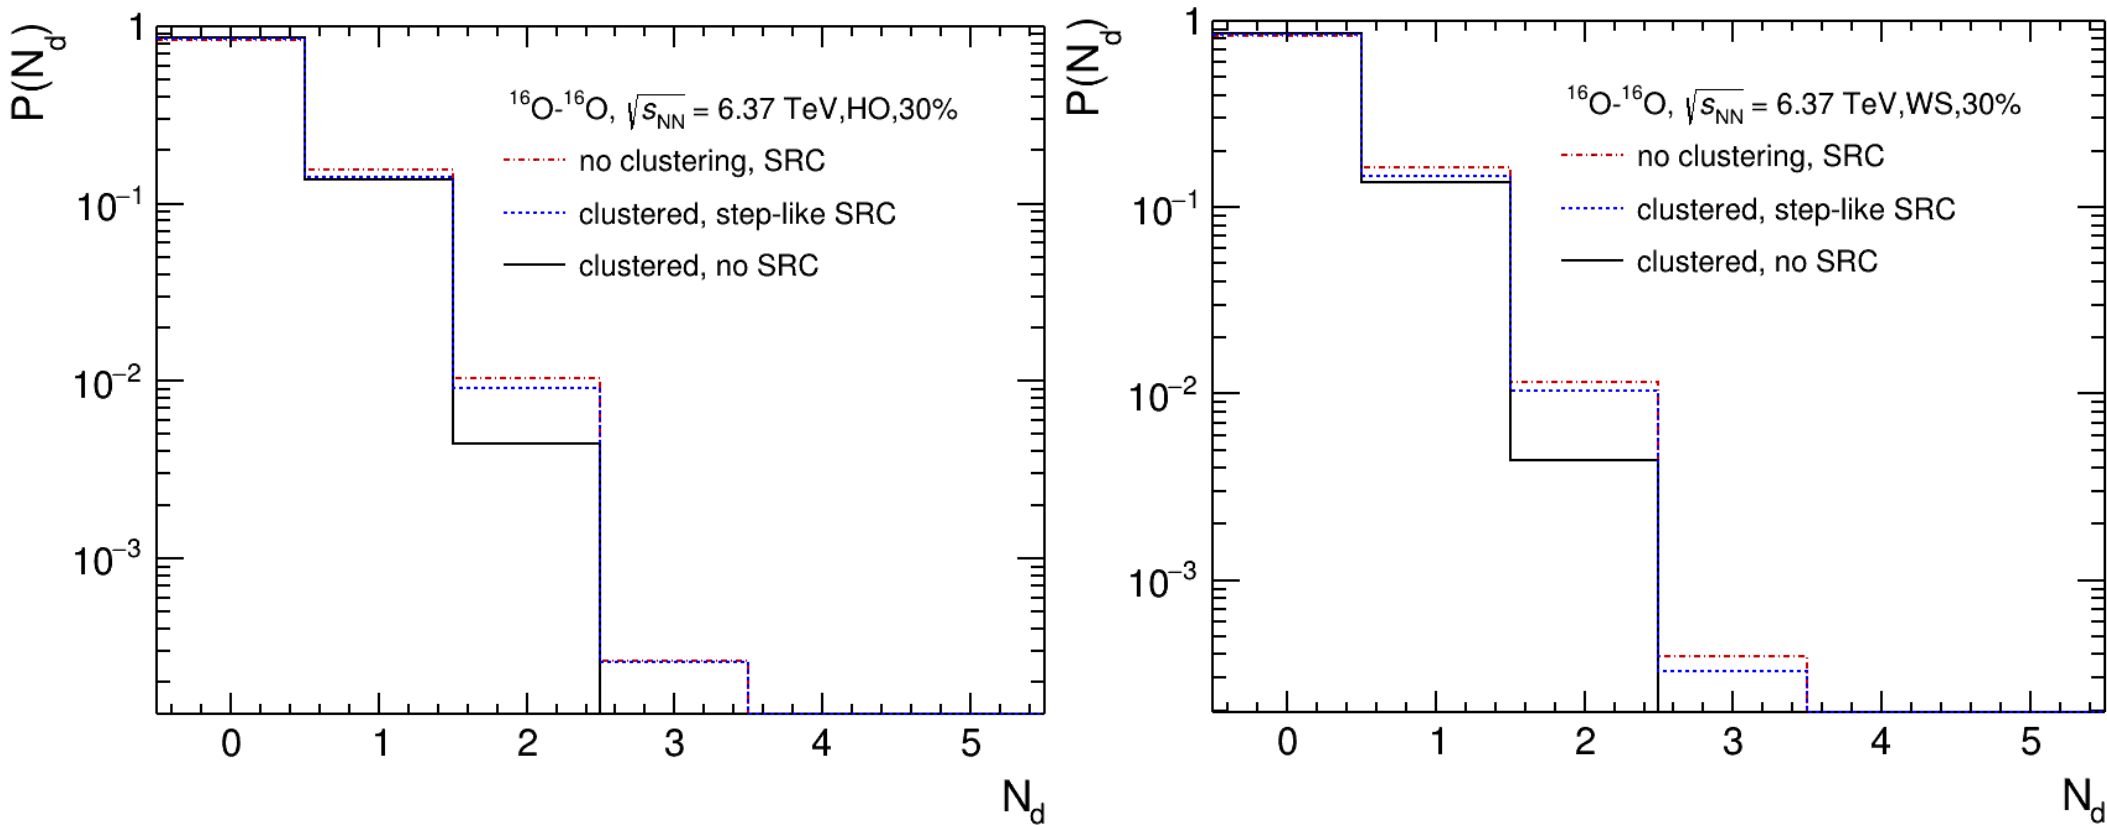 P(N_d)
1
10⁻¹
10⁻²
10⁻³
¹⁶O-¹⁶O, √s_NN = 6.37 TeV,HO,30%
no clustering, SRC
clustered, step-like SRC
clustered, no SRC
0 1 2 3 4 5
N_d
P(N_d)
1
10⁻¹
10⁻²
10⁻³
¹⁶O-¹⁶O, √s_NN = 6.37 TeV,WS,30%
no clustering, SRC
clustered, step-like SRC
clustered, no SRC
0 1 2 3 4 5
N_d